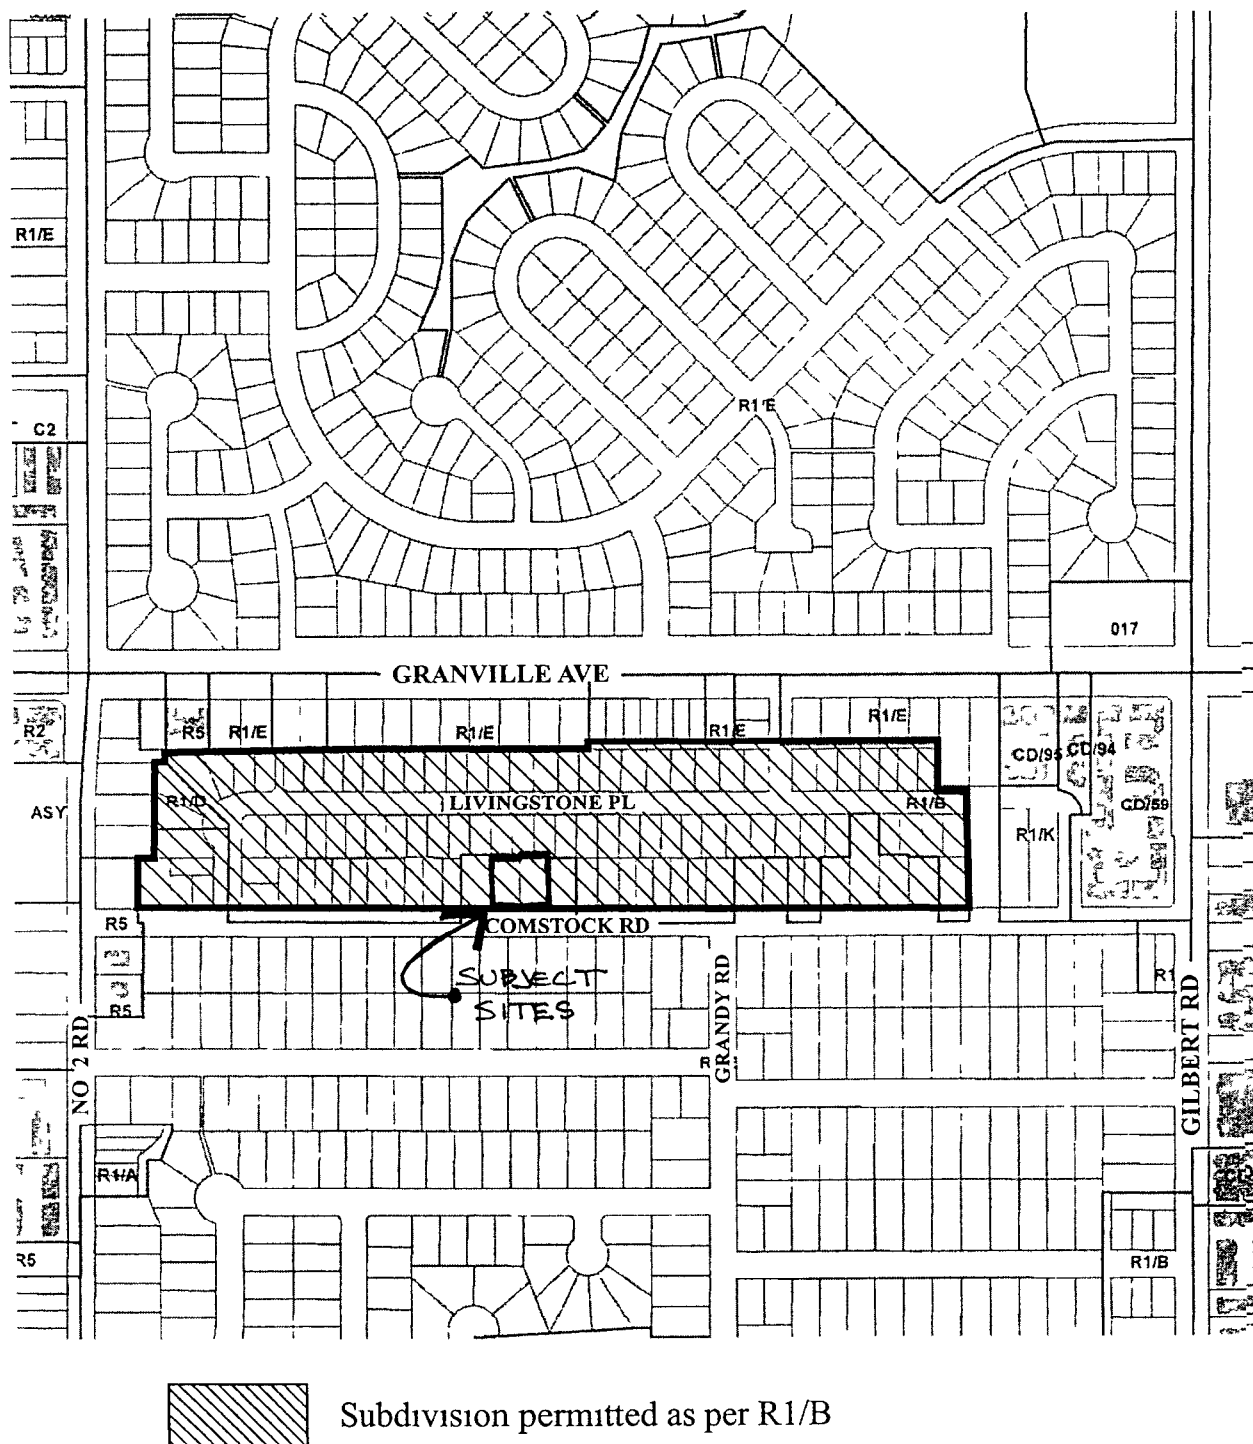 R1/E
C2
R1'E
017
GRANVILLE AVE
R2
R5
R1/E
R1/E
R1/E
R1/E
CD/95
CD/94
CD/59
ASY
R1/D
LIVINGSTONE PL
R1/B
R1/K
R5
COMSTOCK RD
SUBJECT
SITES
R5
R1
NO 2 RD
GRANDY RD
GILBERT RD
R1/A
R5
R1/B
Subdivision permitted as per R1/B